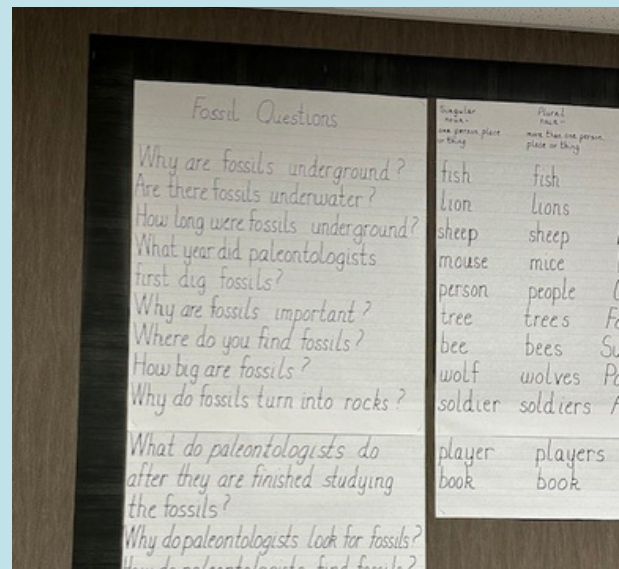 Fossil Questions
Why are fossils underground?
Are there fossils underwater?
How long were fossils underground?
What year did paleontologists
first dig fossils?
Why are fossils important?
Where do you find fossils?
How big are fossils?
Why do fossils turn into rocks?
What do paleontologists do
after they are finished studying
the fossils?
Why do paleontologists look for fossils?
How do paleontologists find fossils?
Singular Plural
noun- noun-
one person, place more than one person,
or thing place or thing
fish fish
lion lions
sheep sheep
mouse mice
person people
tree trees
bee bees
wolf wolves
soldier soldiers
player players
book book